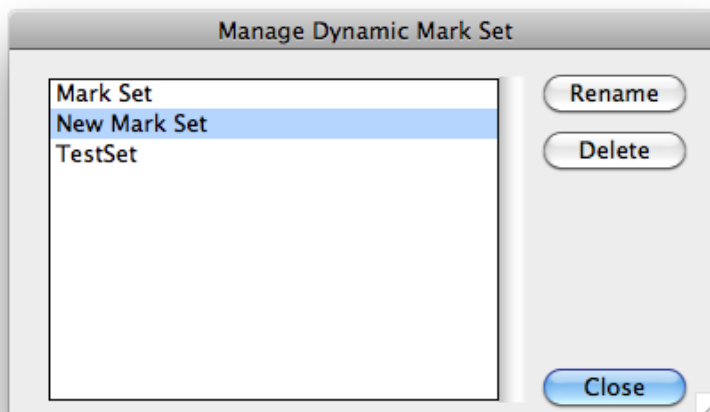 Manage Dynamic Mark Set
Mark Set
New Mark Set
TestSet
Rename
Delete
Close